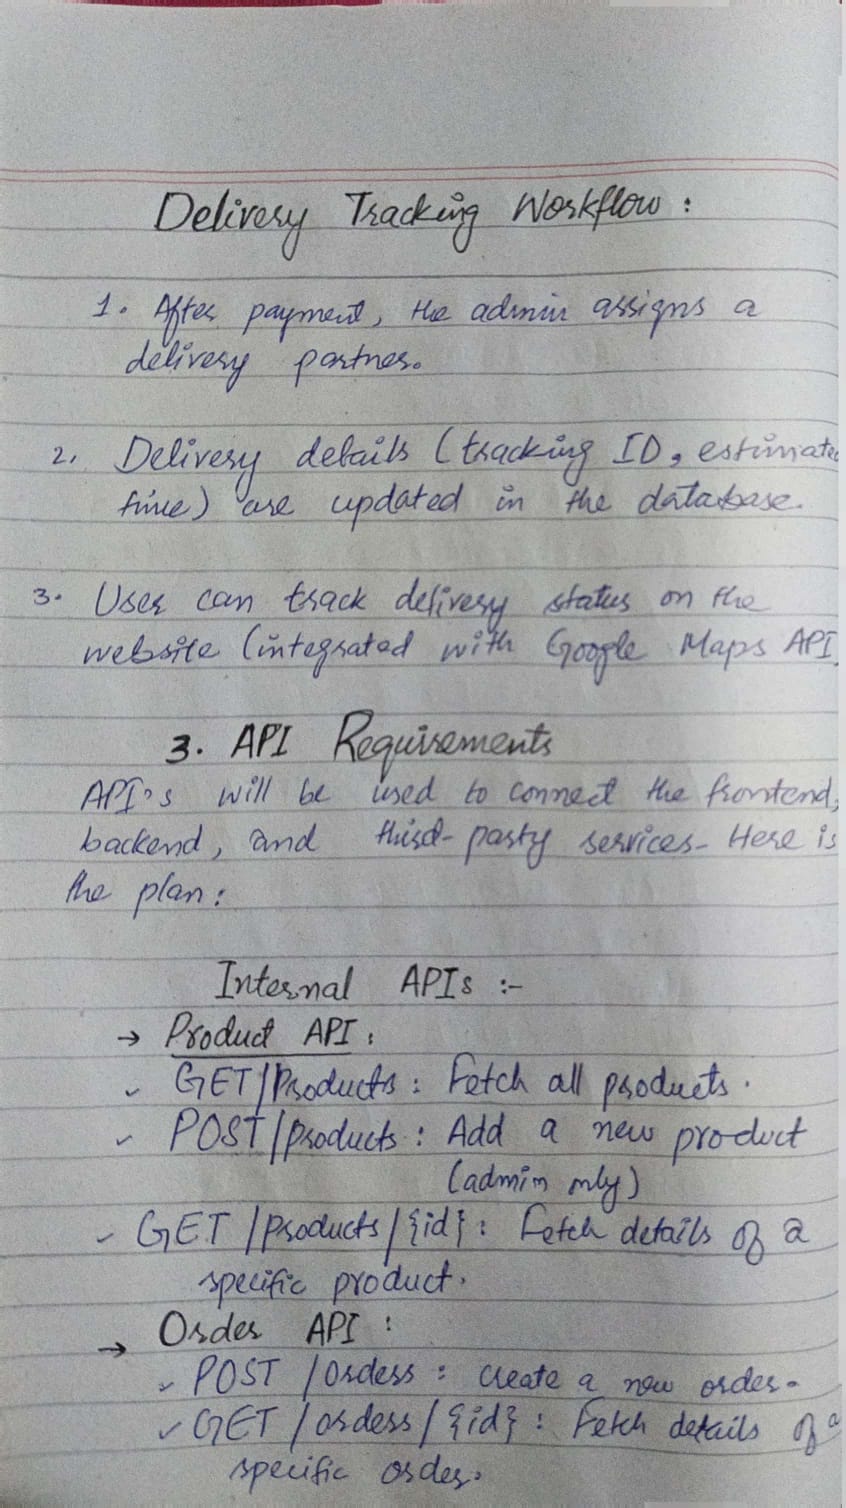 Delivery Tracking Workflow :
1. After payment, the admin assigns a
delivery partner.
2. Delivery details (tracking ID, estimated
time) are updated in the database.
3. User can track delivery status on the
website (integrated with Google Maps API
3. API Requirements
API's will be used to connect the frontend,
backend, and third-party services- Here is
the plan :
Internal APIs :-
→ Product API :
✓ GET/Products : Fetch all products.
✓ POST/products : Add a new product
(admin only)
✓ GET /products/{id} : Fetch details of a
specific product.
→ Order API :
✓ POST /Orders : Create a new order-
✓ GET /orders/{id} : Fetch details of a
specific order.